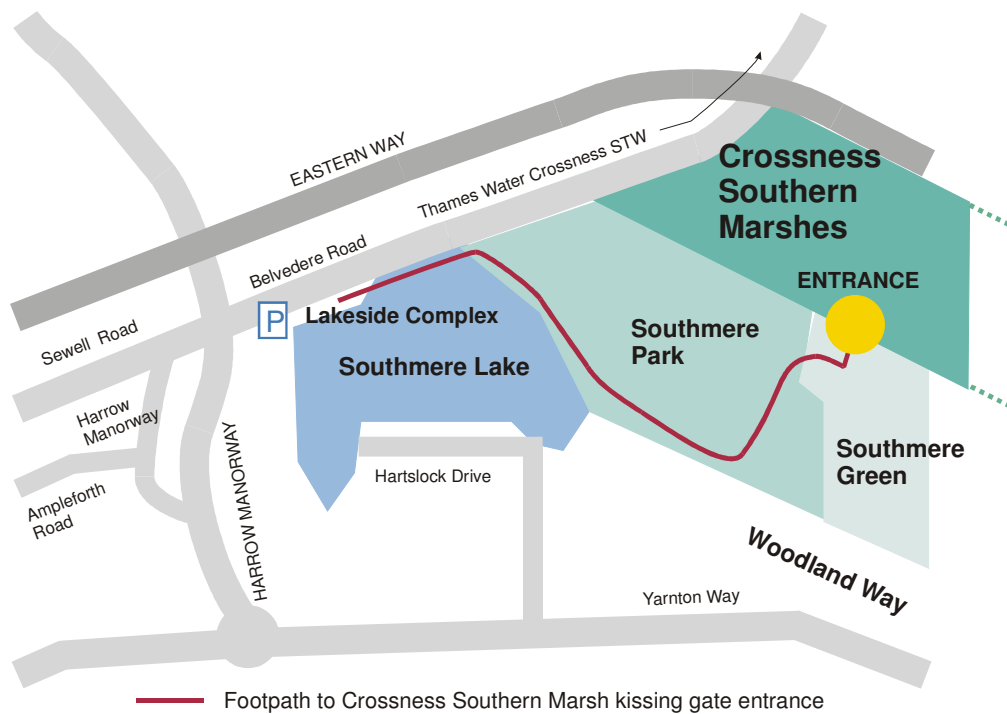 EASTERN WAY
Thames Water Crossness STW
Crossness
Southern
Marshes
Belvedere Road
ENTRANCE
P
Lakeside Complex
Sewell Road
Southmere
Park
Southmere Lake
Harrow
Manorway
Southmere
Green
Hartslock Drive
Ampleforth
Road
HARROW MANORWAY
Woodland Way
Yarnton Way
Footpath to Crossness Southern Marsh kissing gate entrance